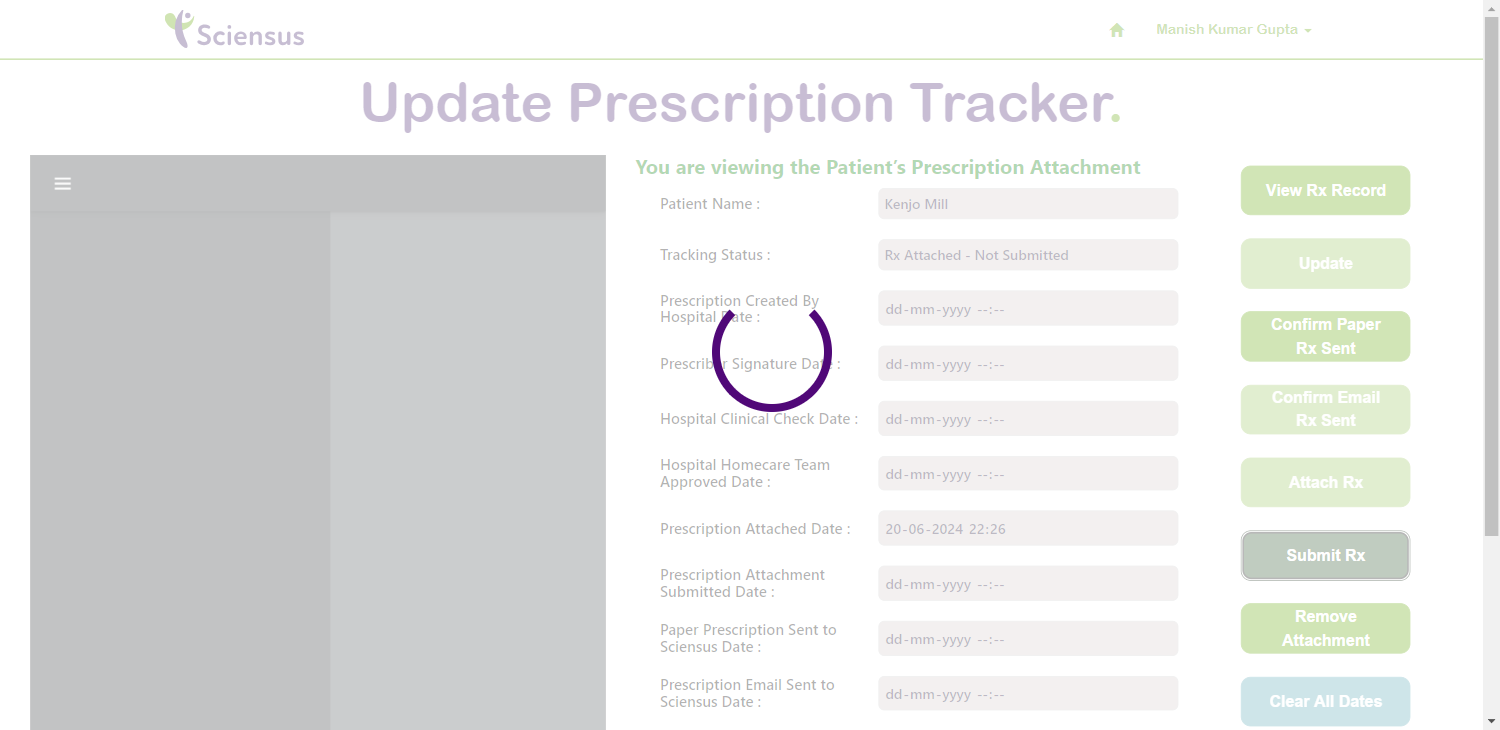 Sciensus
Manish Kumar Gupta
Update Prescription Tracker.
You are viewing the Patient’s Prescription Attachment
Patient Name :
Kenjo Mill
Tracking Status :
Rx Attached - Not Submitted
Prescription Created By
Hospital Date :
dd-mm-yyyy --:--
Prescriber Signature Date :
dd-mm-yyyy --:--
Hospital Clinical Check Date :
dd-mm-yyyy --:--
Hospital Homecare Team
Approved Date :
dd-mm-yyyy --:--
Prescription Attached Date :
20-06-2024 22:26
Prescription Attachment
Submitted Date :
dd-mm-yyyy --:--
Paper Prescription Sent to
Sciensus Date :
dd-mm-yyyy --:--
Prescription Email Sent to
Sciensus Date :
dd-mm-yyyy --:--
View Rx Record
Update
Confirm Paper
Rx Sent
Confirm Email
Rx Sent
Attach Rx
Submit Rx
Remove
Attachment
Clear All Dates